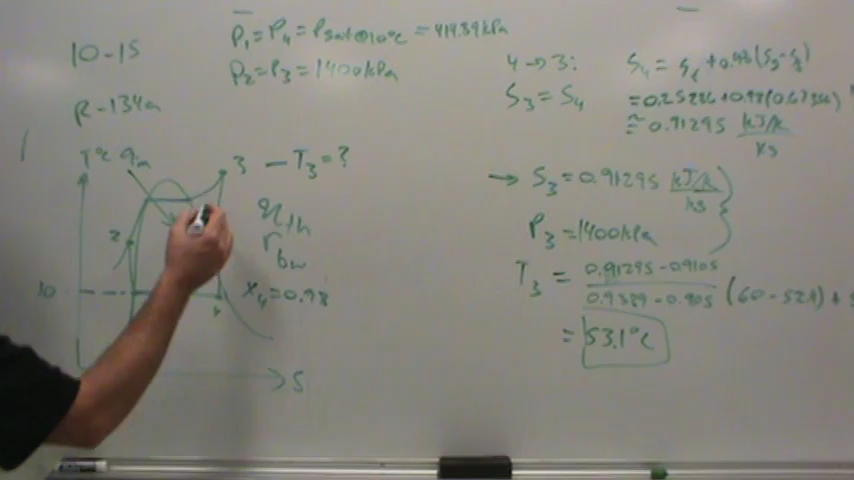 10-15
P₁=P₄=Psat@10°C = 414.89kPa
P₂=P₃=1400kPa
R-134a
T°C qin
3 - T₃=?
2
ηth
rbw
10
x₄=0.98
4
S
4→3:
S₃=S₄
S₄ = Sf+0.98(Sg-Sf)
=0.25286+0.98(0.67356)
≅0.91295 kJ/k
kg
→ S₃=0.91295 kJ/k
kg
P₃=1400kPa
T₃ = 0.91295-0.9105
0.9389-0.9105 (60-52.4)+5
= 53.1°C